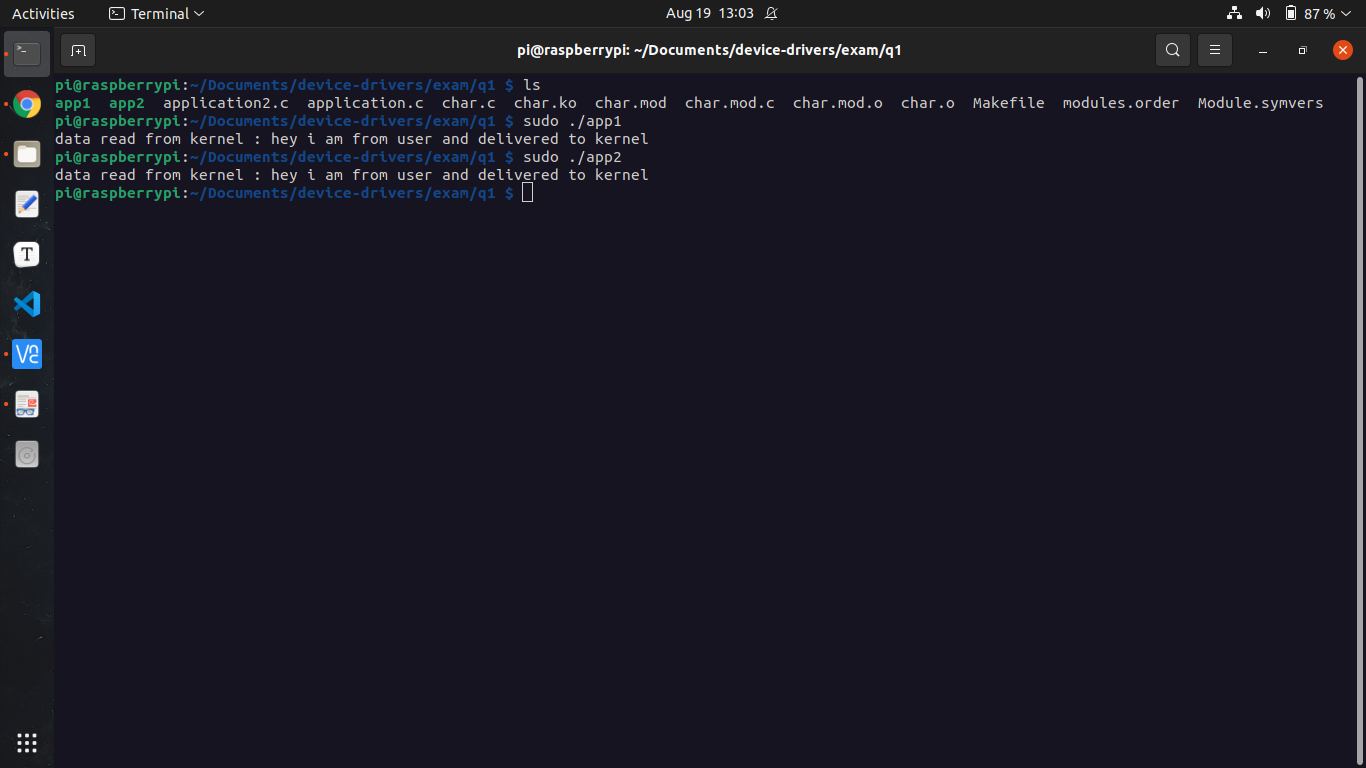 Activities Terminal Aug 19 13:03 87 %
pi@raspberrypi: ~/Documents/device-drivers/exam/q1
pi@raspberrypi:~/Documents/device-drivers/exam/q1 $ ls
app1 app2 application2.c application.c char.c char.ko char.mod char.mod.c char.mod.o char.o Makefile modules.order Module.symvers
pi@raspberrypi:~/Documents/device-drivers/exam/q1 $ sudo ./app1
data read from kernel : hey i am from user and delivered to kernel
pi@raspberrypi:~/Documents/device-drivers/exam/q1 $ sudo ./app2
data read from kernel : hey i am from user and delivered to kernel
pi@raspberrypi:~/Documents/device-drivers/exam/q1 $
T